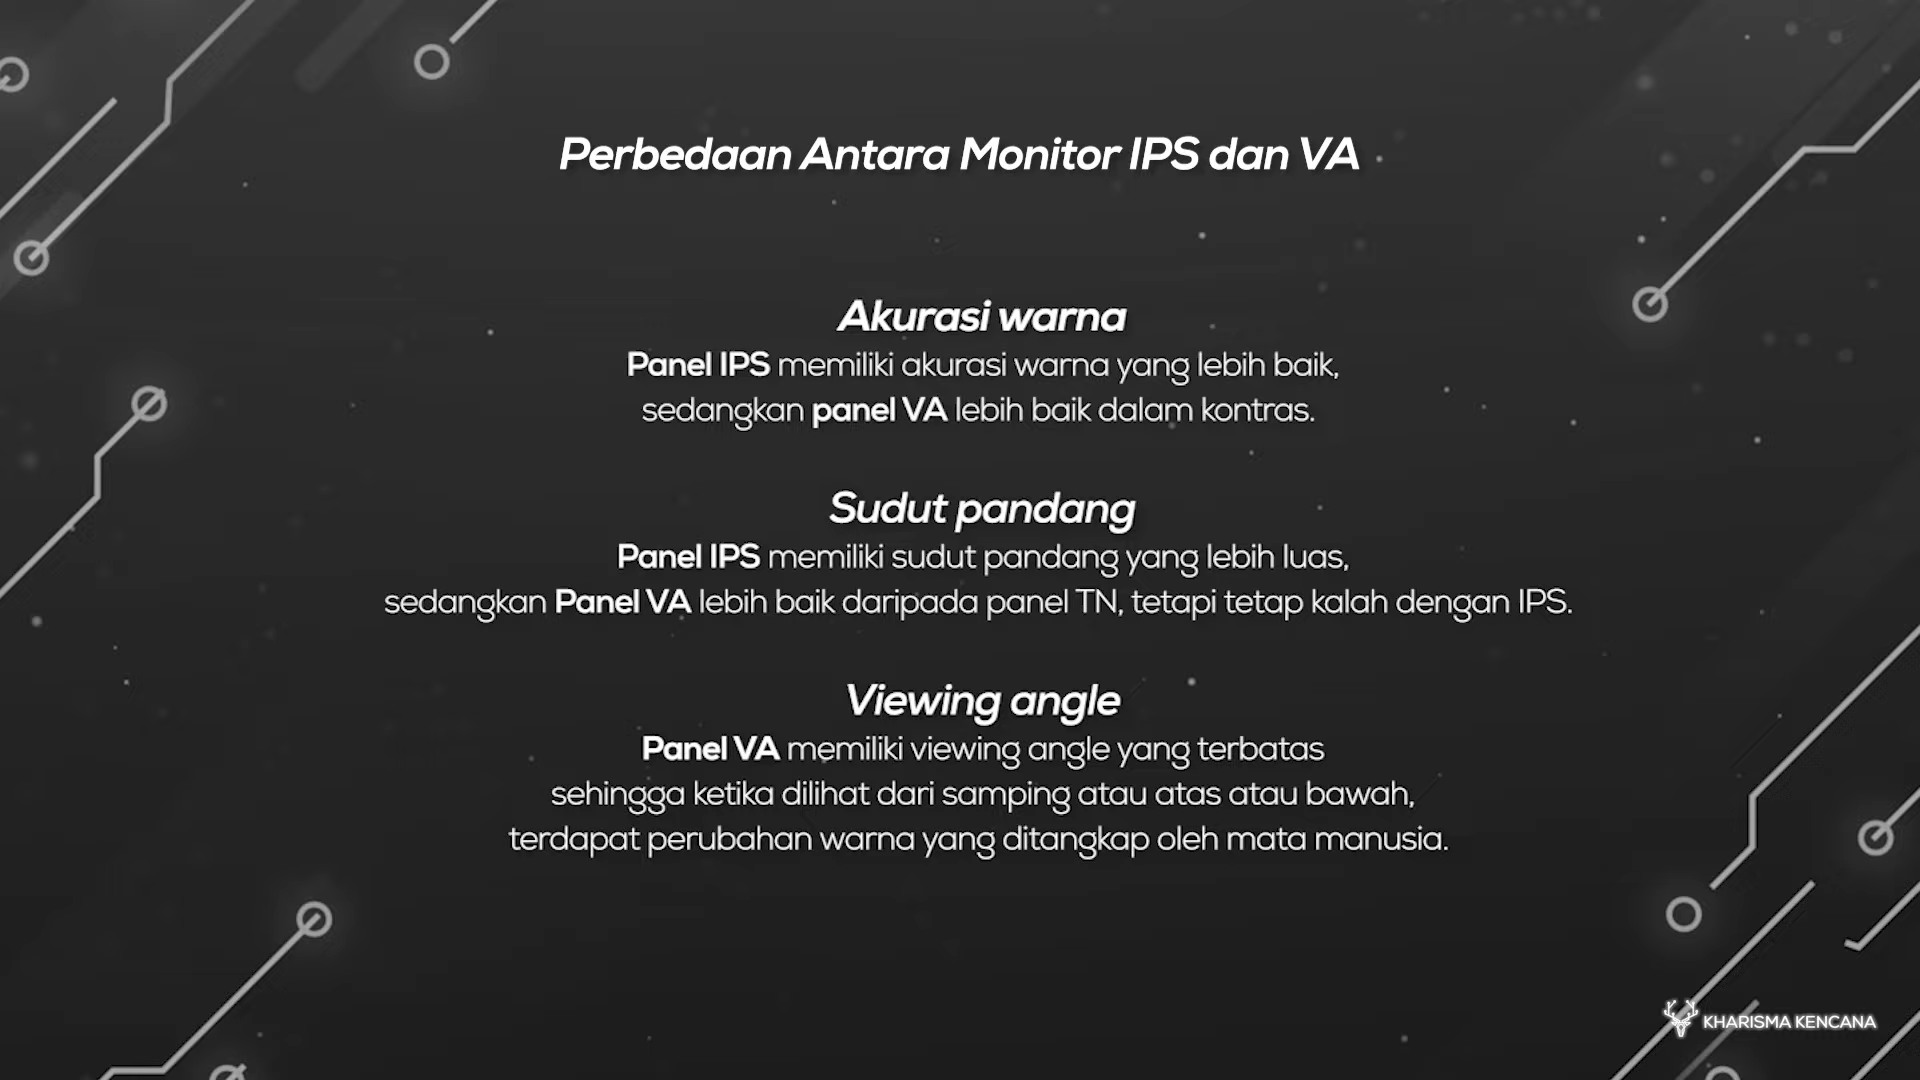 Perbedaan Antara Monitor IPS dan VA
Akurasi warna
Panel IPS memiliki akurasi warna yang lebih baik,
sedangkan panel VA lebih baik dalam kontras.
Sudut pandang
Panel IPS memiliki sudut pandang yang lebih luas,
sedangkan Panel VA lebih baik daripada panel TN, tetapi tetap kalah dengan IPS.
Viewing angle
Panel VA memiliki viewing angle yang terbatas
sehingga ketika dilihat dari samping atau atas atau bawah,
terdapat perubahan warna yang ditangkap oleh mata manusia.
KHARISMA KENCANA